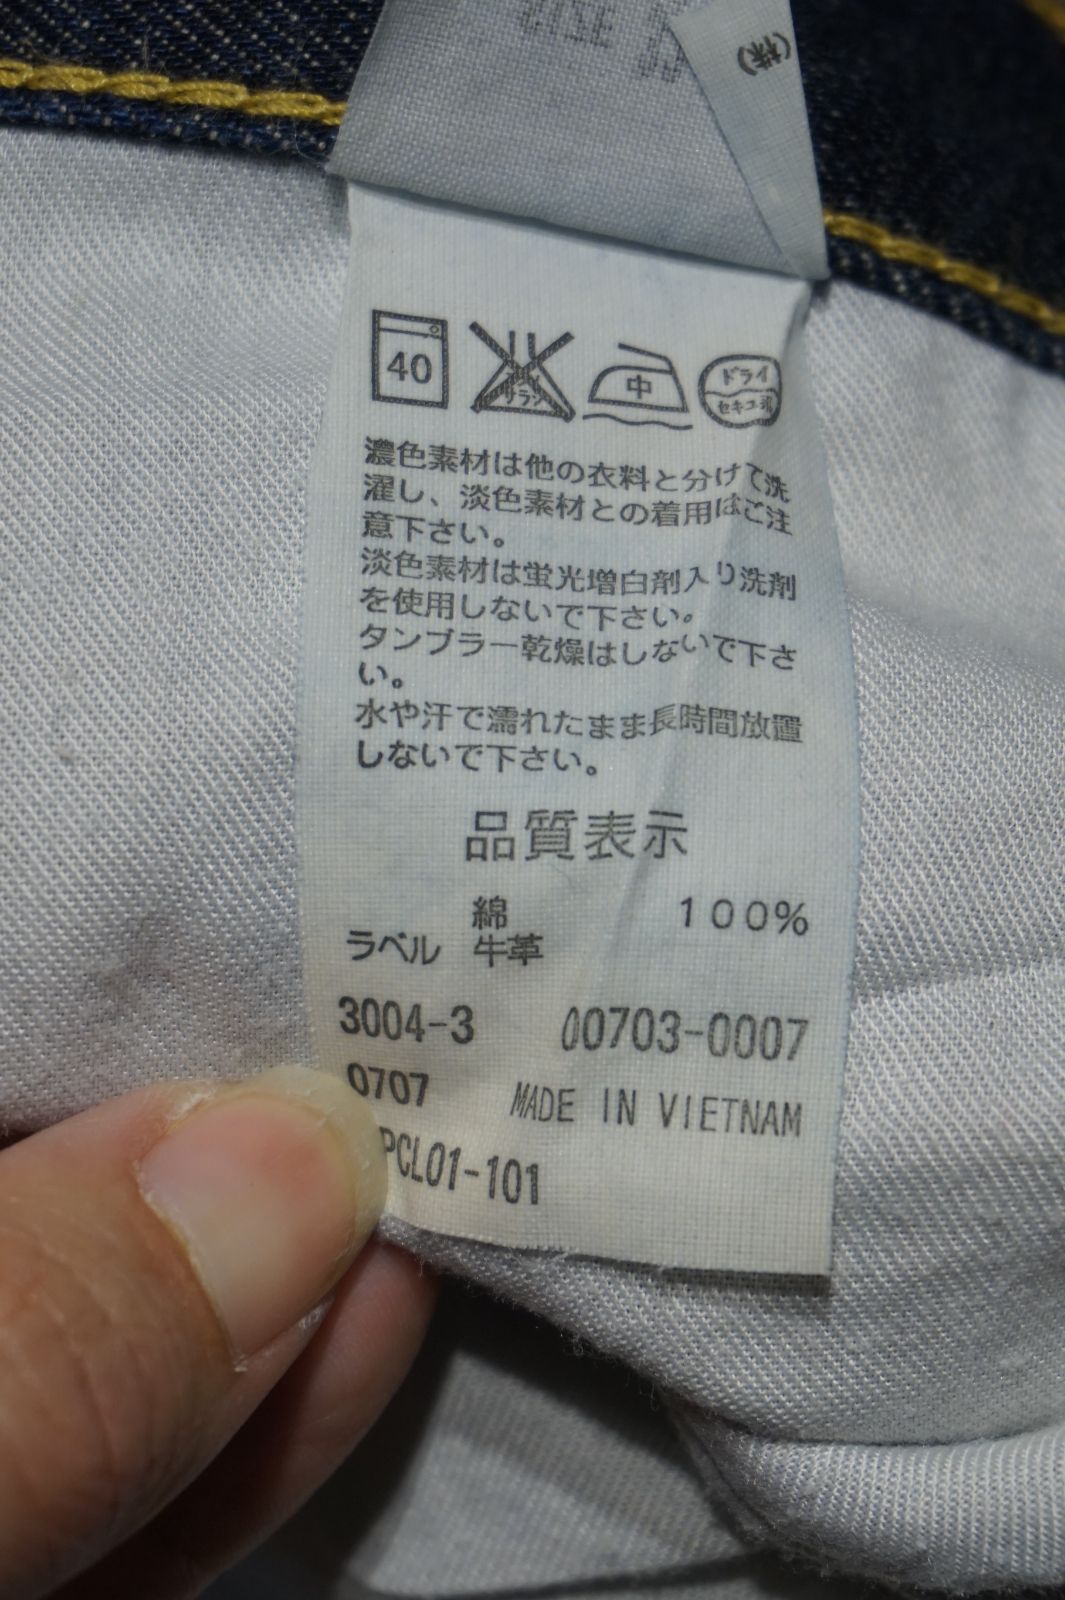 (株)
40
中
ドライ
セキユ系
濃色素材は他の衣料と分けて洗
濯し、淡色素材との着用はご注
意下さい。
淡色素材は蛍光増白剤入り洗剤
を使用しないで下さい。
タンブラー乾燥はしないで下さ
い。
水や汗で濡れたまま長時間放置
しないで下さい。
品質表示
綿 100%
ラベル 牛革
3004-3 00703-0007
0707 MADE IN VIETNAM
PCL01-101